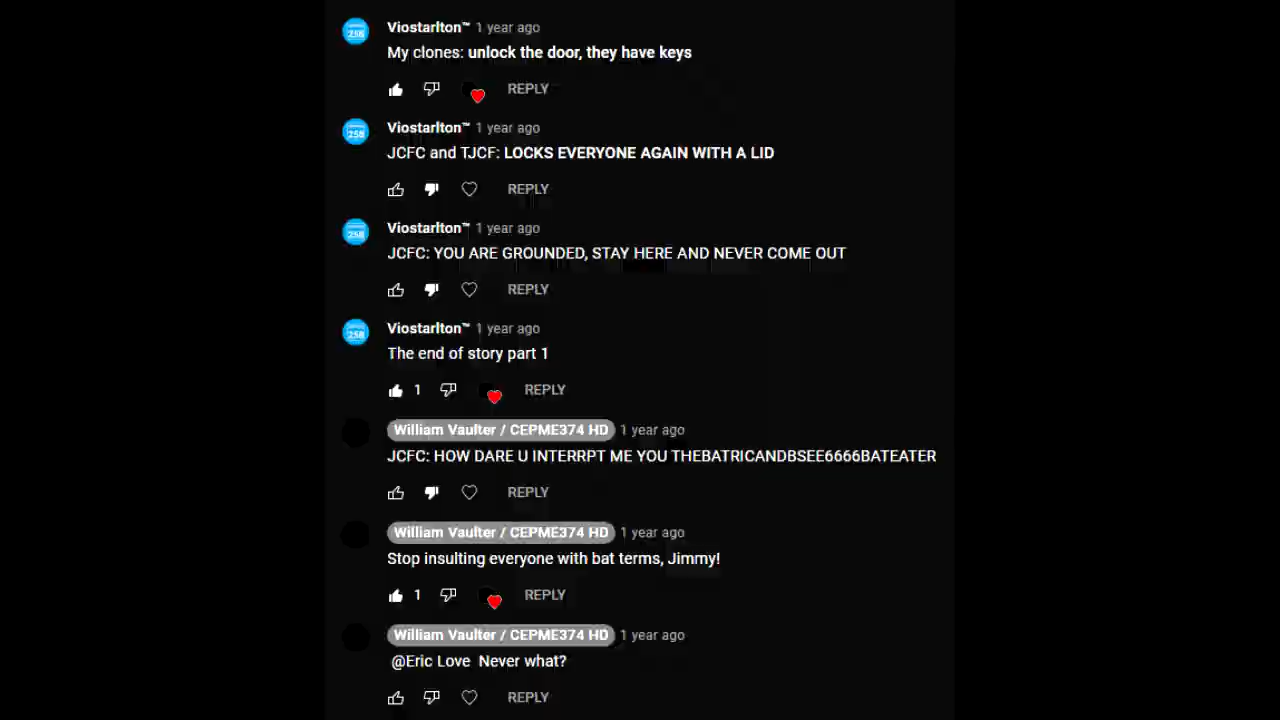 Viostarlton™ 1 year ago
My clones: unlock the door, they have keys
REPLY
258
Viostarlton™ 1 year ago
JCFC and TJCF: LOCKS EVERYONE AGAIN WITH A LID
REPLY
258
Viostarlton™ 1 year ago
JCFC: YOU ARE GROUNDED, STAY HERE AND NEVER COME OUT
REPLY
258
Viostarlton™ 1 year ago
The end of story part 1
1 REPLY
258
William Vaulter / CEPME374 HD 1 year ago
JCFC: HOW DARE U INTERRPT ME YOU THEBATRICANDBSEE6666BATEATER
REPLY
William Vaulter / CEPME374 HD 1 year ago
Stop insulting everyone with bat terms, Jimmy!
1 REPLY
William Vaulter / CEPME374 HD 1 year ago
@Eric Love Never what?
REPLY